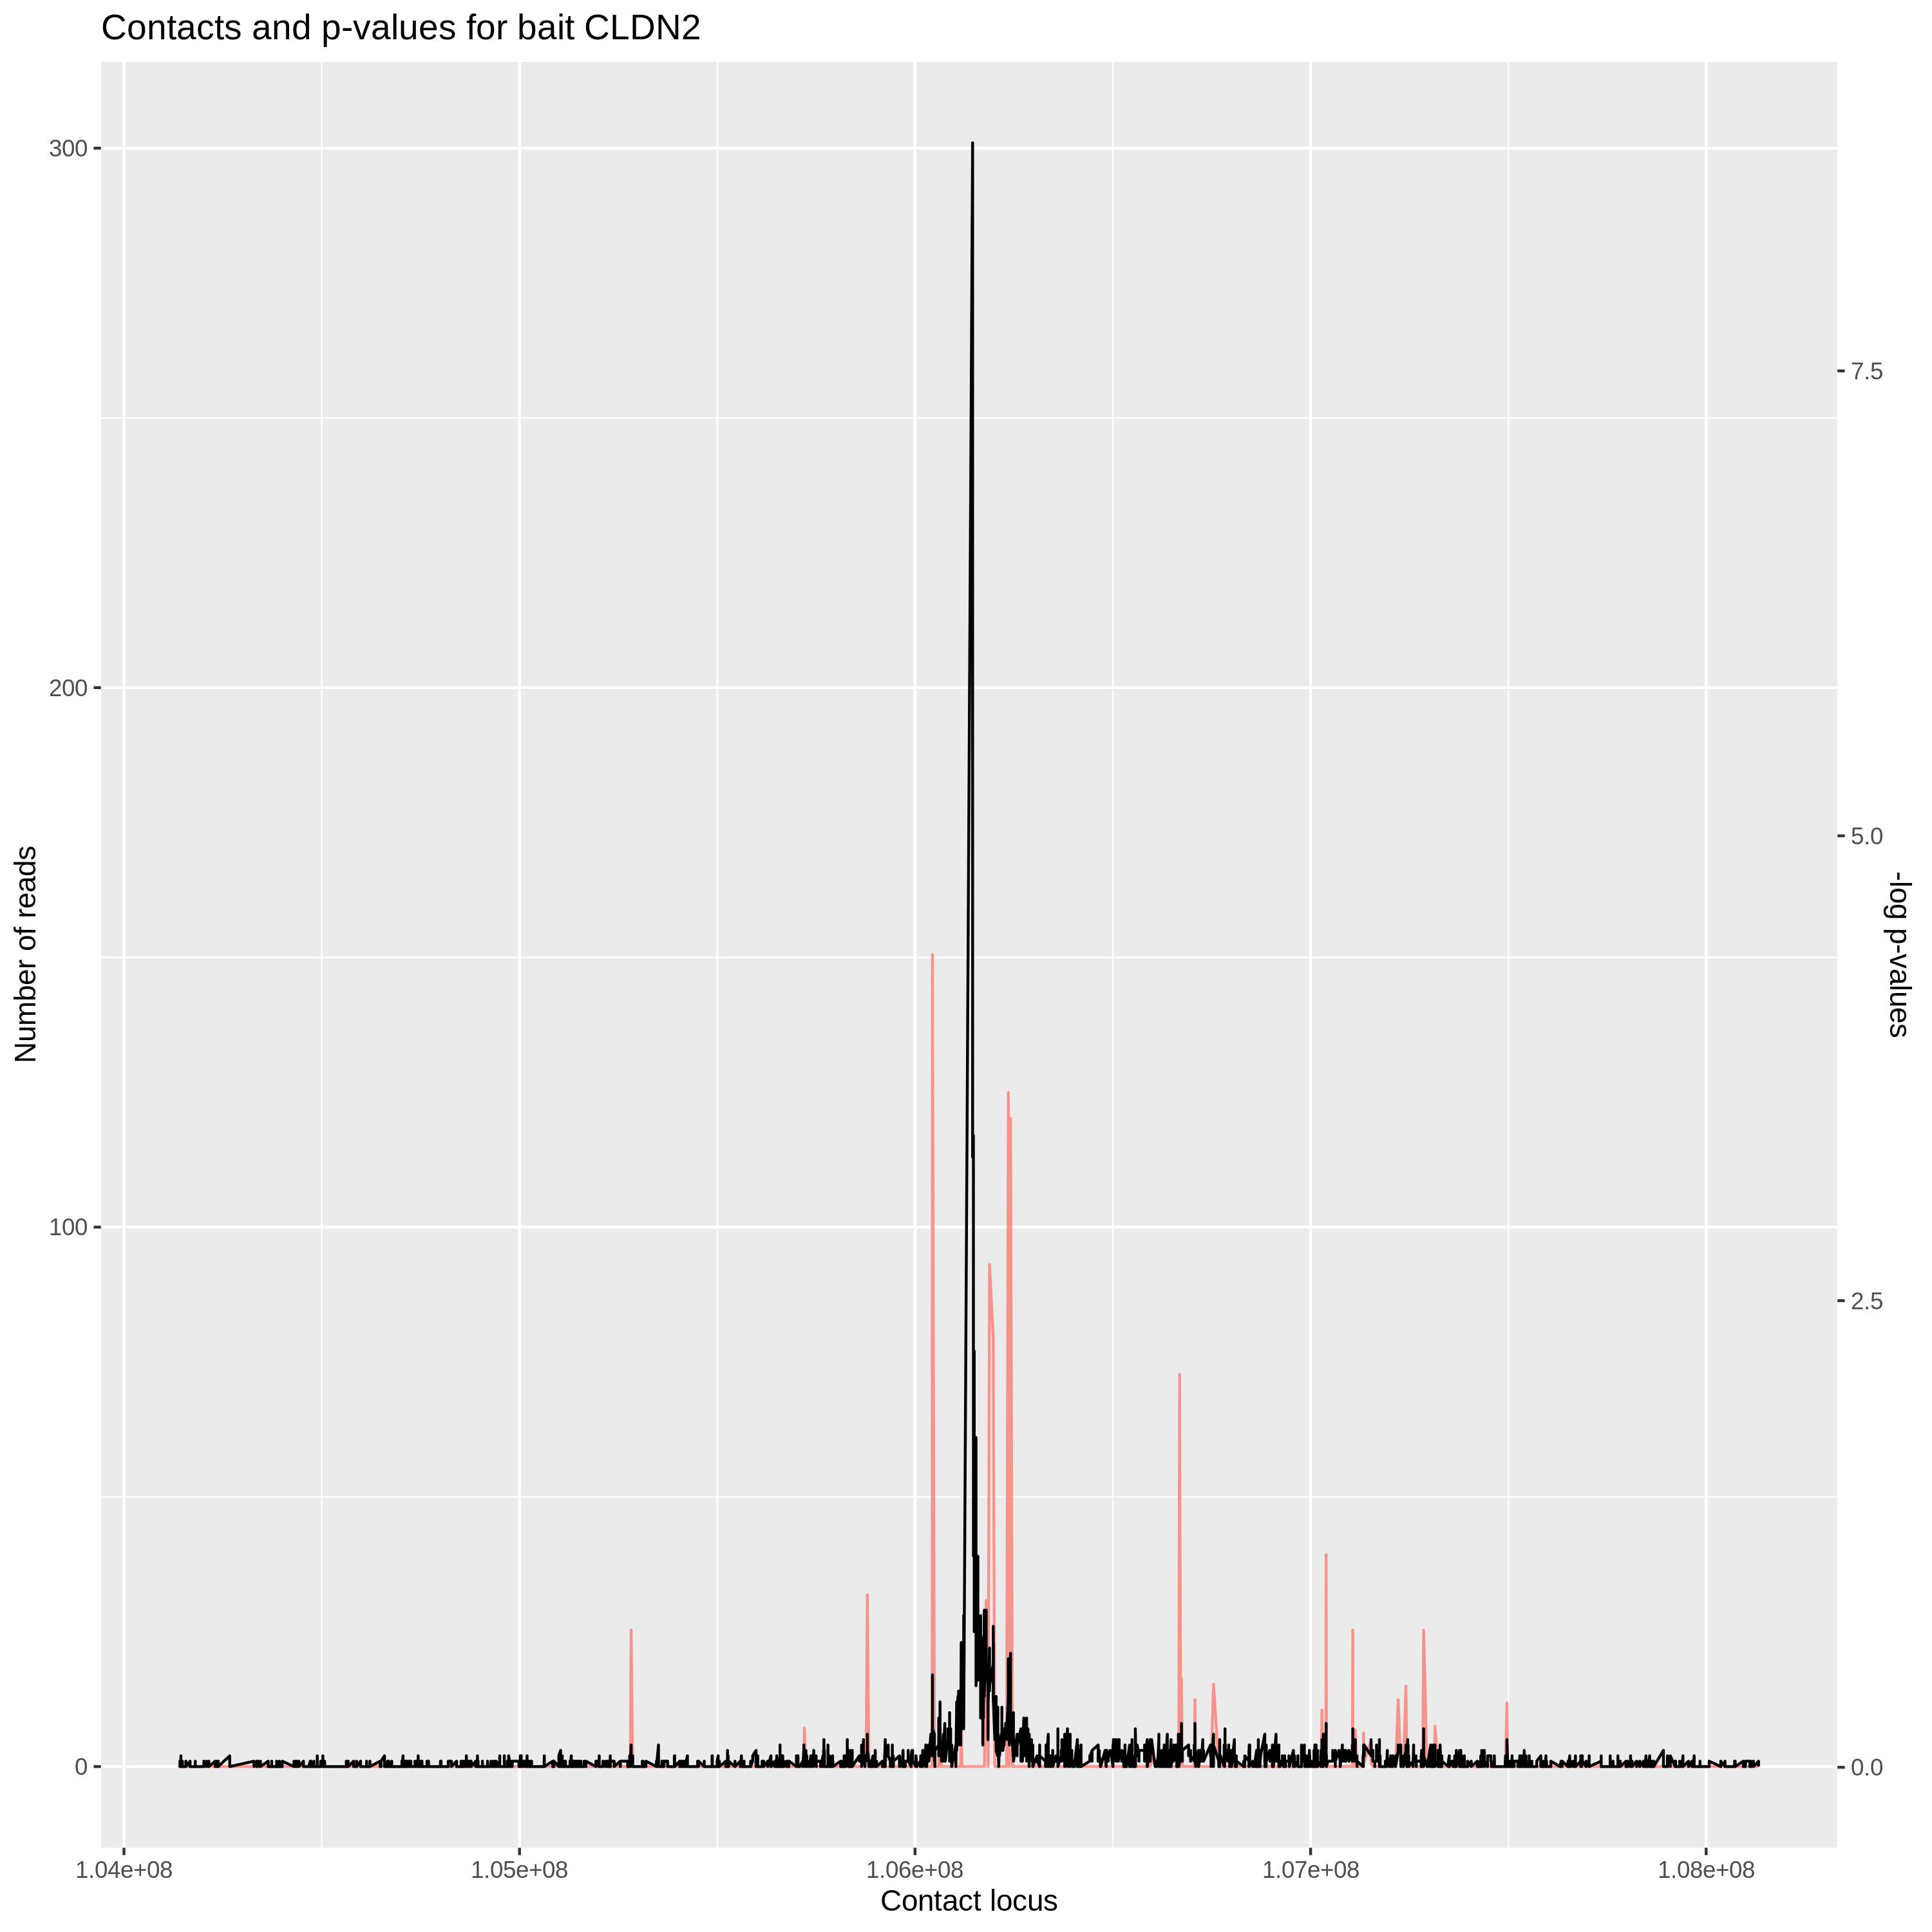 Contacts and p-values for bait CLDN2
300
200
100
0
Number of reads
7.5
5.0
2.5
0.0
-log p-values
1.04e+08
1.05e+08
1.06e+08
1.07e+08
1.08e+08
Contact locus